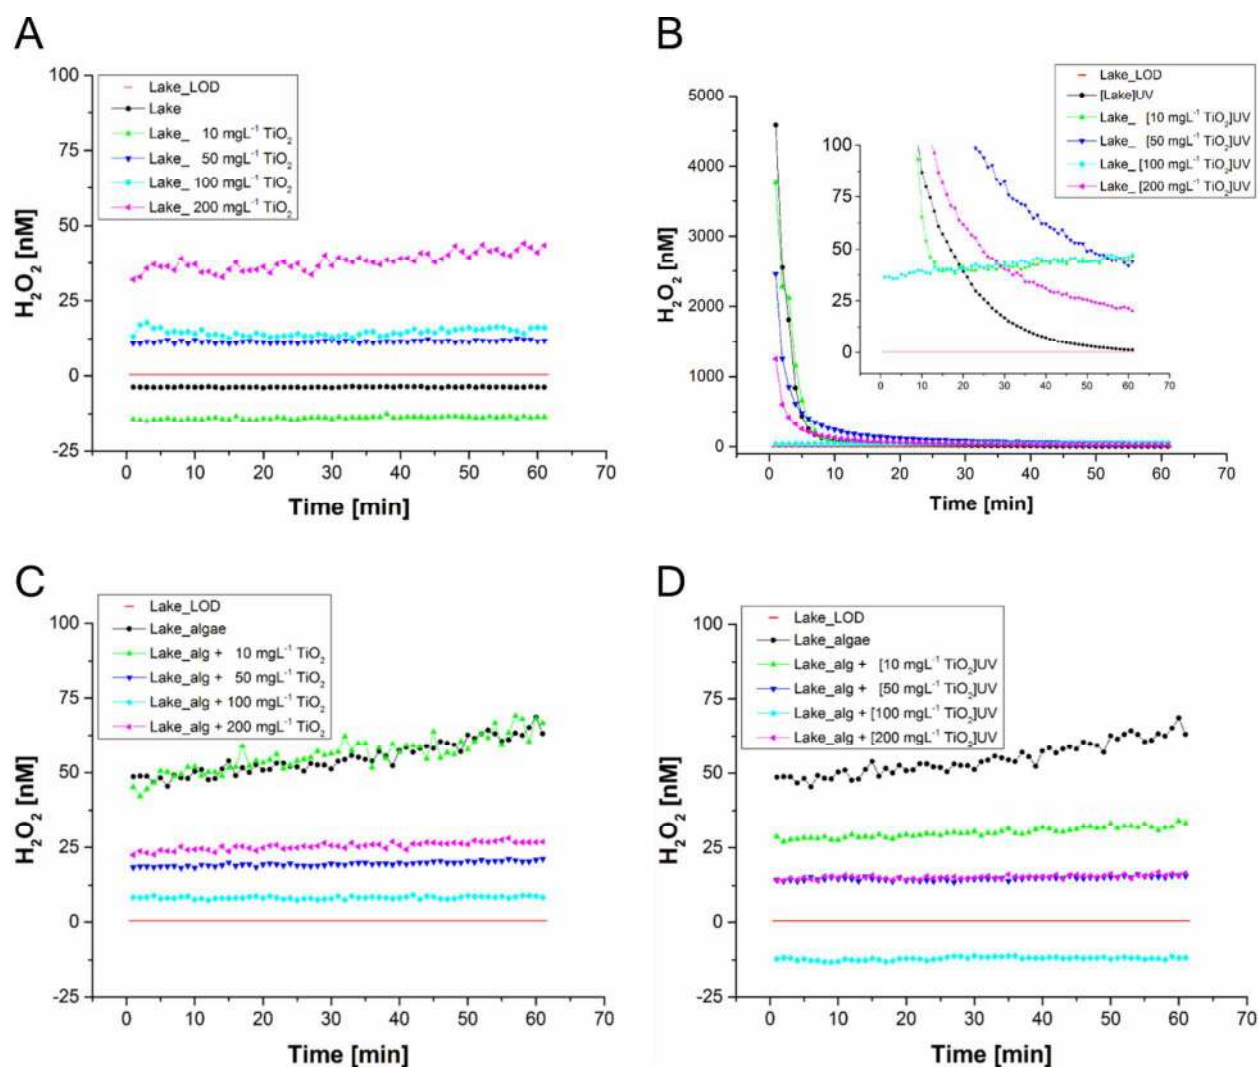 A
Lake_LOD
Lake
Lake_ 10 mgL⁻¹ TiO₂
Lake_ 50 mgL⁻¹ TiO₂
Lake_ 100 mgL⁻¹ TiO₂
Lake_ 200 mgL⁻¹ TiO₂
H₂O₂ [nM]
100
75
50
25
0
-25
0 10 20 30 40 50 60 70
Time [min]
B
Lake_LOD
[Lake]UV
Lake_ [10 mgL⁻¹ TiO₂]UV
Lake_ [50 mgL⁻¹ TiO₂]UV
Lake_ [100 mgL⁻¹ TiO₂]UV
Lake_ [200 mgL⁻¹ TiO₂]UV
H₂O₂ [nM]
5000
4000
3000
2000
1000
0
100
75
50
25
0
0 10 20 30 40 50 60 70
0 10 20 30 40 50 60 70
Time [min]
C
Lake_LOD
Lake_algae
Lake_alg + 10 mgL⁻¹ TiO₂
Lake_alg + 50 mgL⁻¹ TiO₂
Lake_alg + 100 mgL⁻¹ TiO₂
Lake_alg + 200 mgL⁻¹ TiO₂
H₂O₂ [nM]
100
75
50
25
0
-25
0 10 20 30 40 50 60 70
Time [min]
D
Lake_LOD
Lake_algae
Lake_alg + [10 mgL⁻¹ TiO₂]UV
Lake_alg + [50 mgL⁻¹ TiO₂]UV
Lake_alg + [100 mgL⁻¹ TiO₂]UV
Lake_alg + [200 mgL⁻¹ TiO₂]UV
H₂O₂ [nM]
100
75
50
25
0
-25
0 10 20 30 40 50 60 70
Time [min]